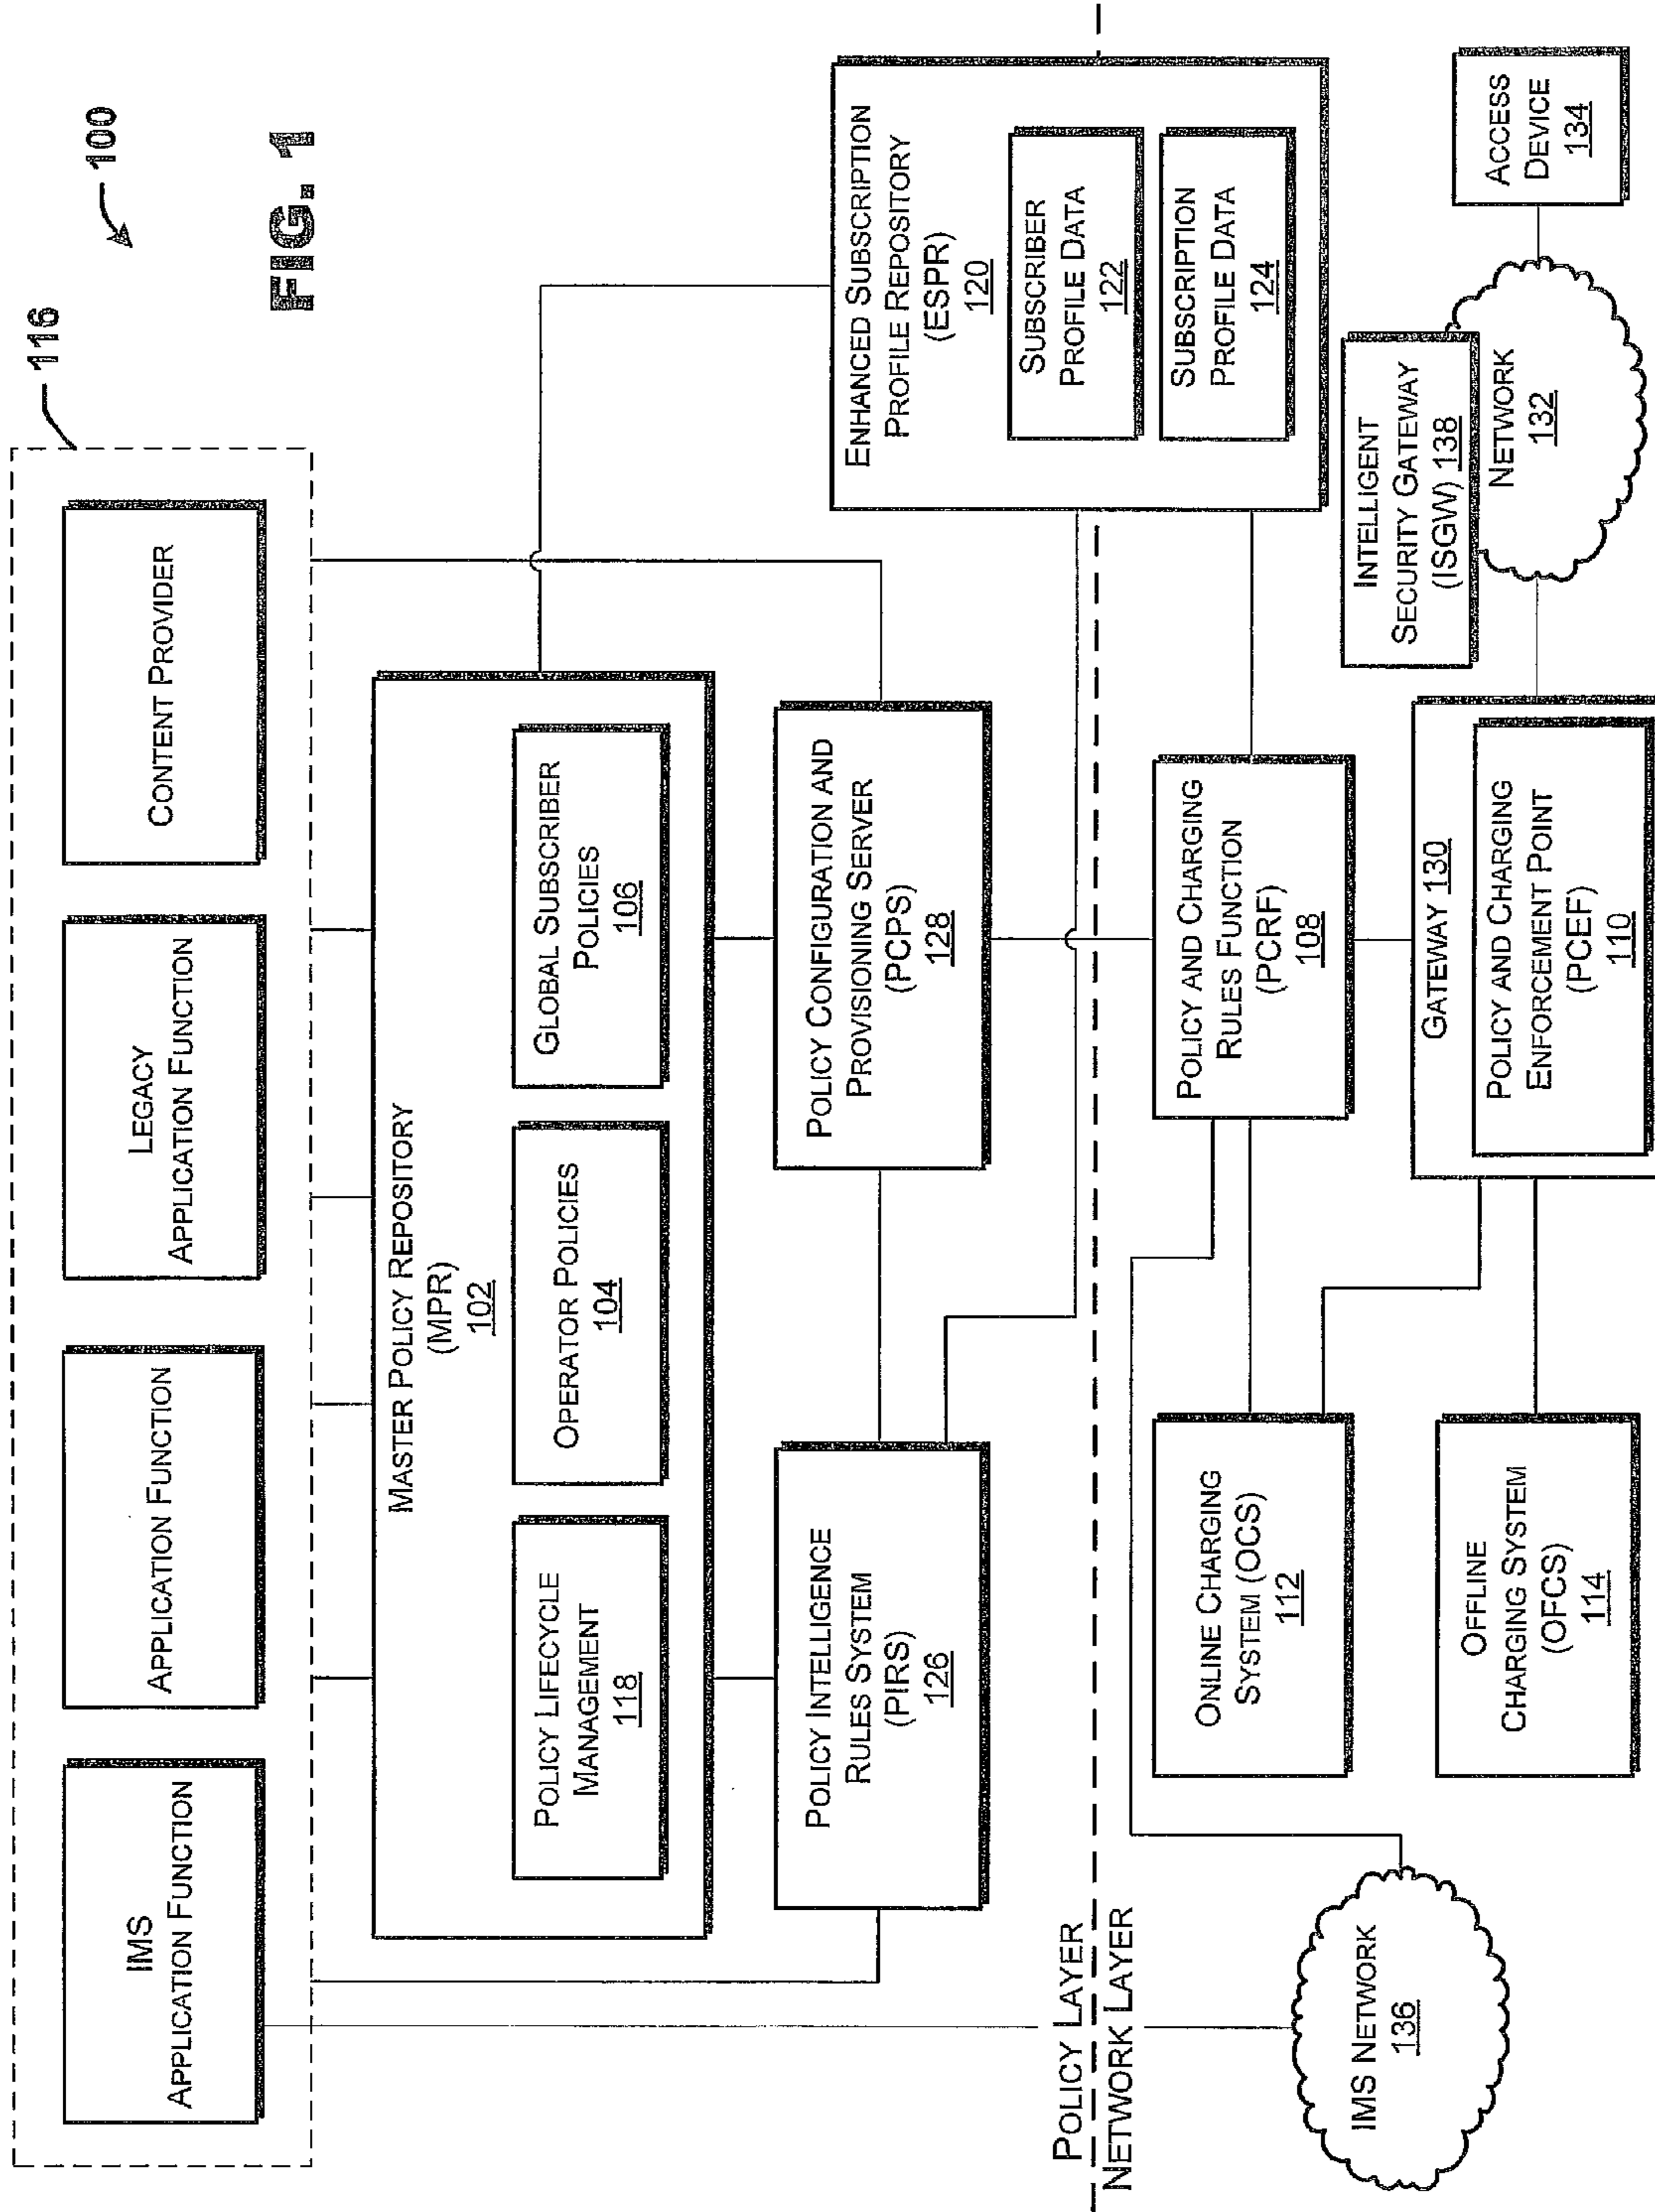 116
100
FIG. 1
IMS
APPLICATION FUNCTION
APPLICATION FUNCTION
LEGACY
APPLICATION FUNCTION
CONTENT PROVIDER
MASTER POLICY REPOSITORY
(MPR)
102
POLICY LIFECYCLE
MANAGEMENT
118
OPERATOR POLICIES
104
GLOBAL SUBSCRIBER
POLICIES
106
POLICY INTELLIGENCE
RULES SYSTEM
(PIRS)
126
POLICY CONFIGURATION AND
PROVISIONING SERVER
(PCPS)
128
ENHANCED SUBSCRIPTION
PROFILE REPOSITORY
(ESPR)
120
SUBSCRIBER
PROFILE DATA
122
SUBSCRIPTION
PROFILE DATA
124
POLICY LAYER
NETWORK LAYER
IMS NETWORK
136
ONLINE CHARGING
SYSTEM (OCS)
112
OFFLINE
CHARGING SYSTEM
(OFCS)
114
POLICY AND CHARGING
RULES FUNCTION
(PCRF)
108
GATEWAY 130
POLICY AND CHARGING
ENFORCEMENT POINT
(PCEF)
110
INTELLIGENT
SECURITY GATEWAY
(ISGW) 138
NETWORK
132
ACCESS
DEVICE
134